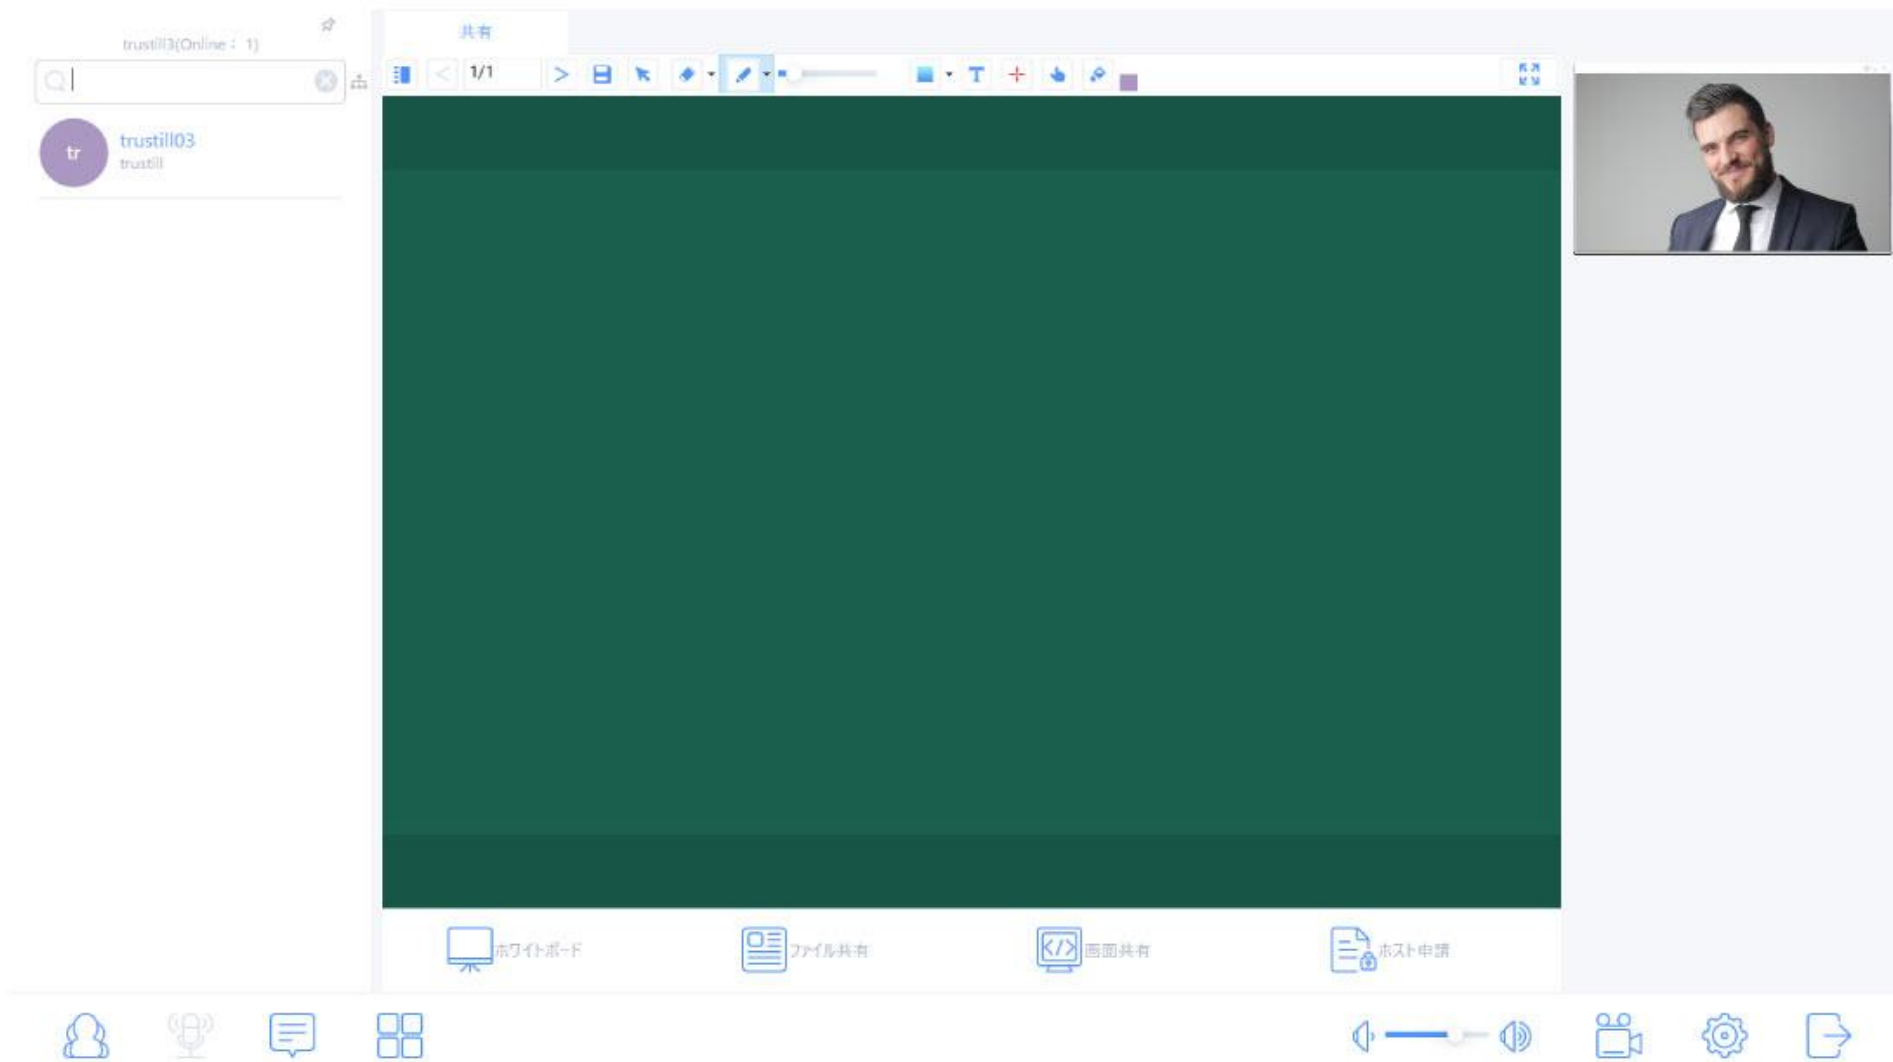 trustill3(Online： 1)
tr
trustill03
trustill
共有
1/1
T
ホワイトボード
ファイル共有
画面共有
ホスト申請